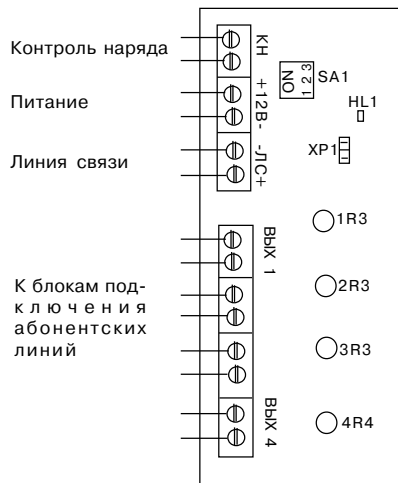 Контроль наряда
КН
ON
1 2 3
SA1
Питание
+12В-
HL1
Линия связи
-ЛС+
XP1
1R3
ВЫХ 1
К блокам под-
ключения
абонентских
линий
2R3
3R3
ВЫХ 4
4R4